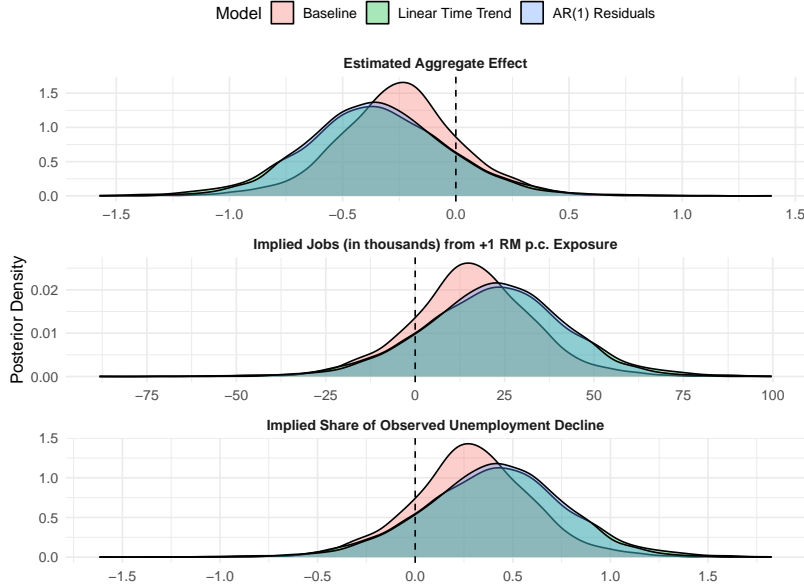 Model Baseline Linear Time Trend AR(1) Residuals
Estimated Aggregate Effect
1.5
1.0
0.5
0.0
−1.5 −1.0 −0.5 0.0 0.5 1.0 1.5
Implied Jobs (in thousands) from +1 RM p.c. Exposure
0.02
0.01
0.00
−75 −50 −25 0 25 50 75 100
Posterior Density
Implied Share of Observed Unemployment Decline
1.5
1.0
0.5
0.0
−1.5 −1.0 −0.5 0.0 0.5 1.0 1.5